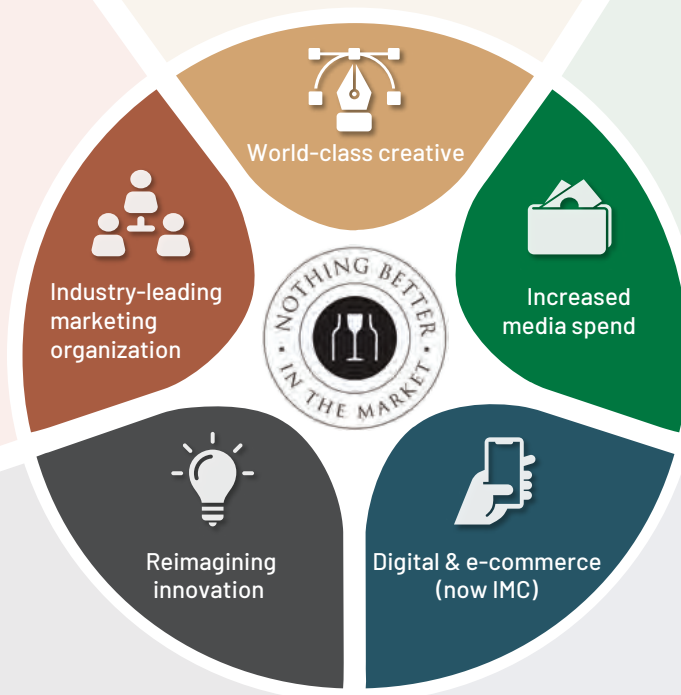 World-class creative
Increased
media spend
Digital & e-commerce
(now IMC)
Reimagining
innovation
Industry-leading
marketing
organization
NOTHING BETTER
· IN THE MARKET ·